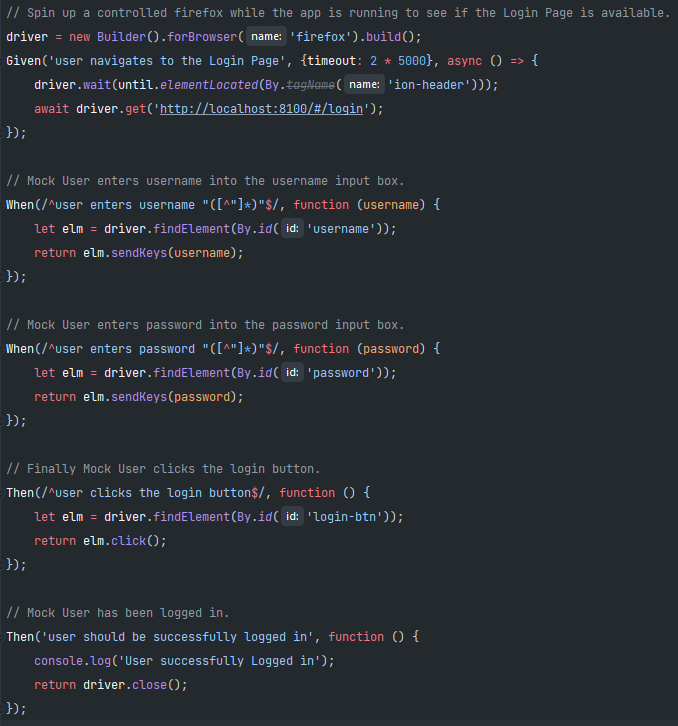 // Spin up a controlled firefox while the app is running to see if the Login Page is available.
driver = new Builder().forBrowser( name: 'firefox').build();
Given('user navigates to the Login Page', {timeout: 2 * 5000}, async () => {
    driver.wait(until.elementLocated(By.tagName( name: 'ion-header')));
    await driver.get('http://localhost:8100/#/login');
});

// Mock User enters username into the username input box.
When(/^user enters username "([^"]*)"$/, function (username) {
    let elm = driver.findElement(By.id( id: 'username'));
    return elm.sendKeys(username);
});

// Mock User enters password into the password input box.
When(/^user enters password "([^"]*)"$/, function (password) {
    let elm = driver.findElement(By.id( id: 'password'));
    return elm.sendKeys(password);
});

// Finally Mock User clicks the login button.
Then(/^user clicks the login button$/, function () {
    let elm = driver.findElement(By.id( id: 'login-btn'));
    return elm.click();
});

// Mock User has been logged in.
Then('user should be successfully logged in', function () {
    console.log('User successfully Logged in');
    return driver.close();
});